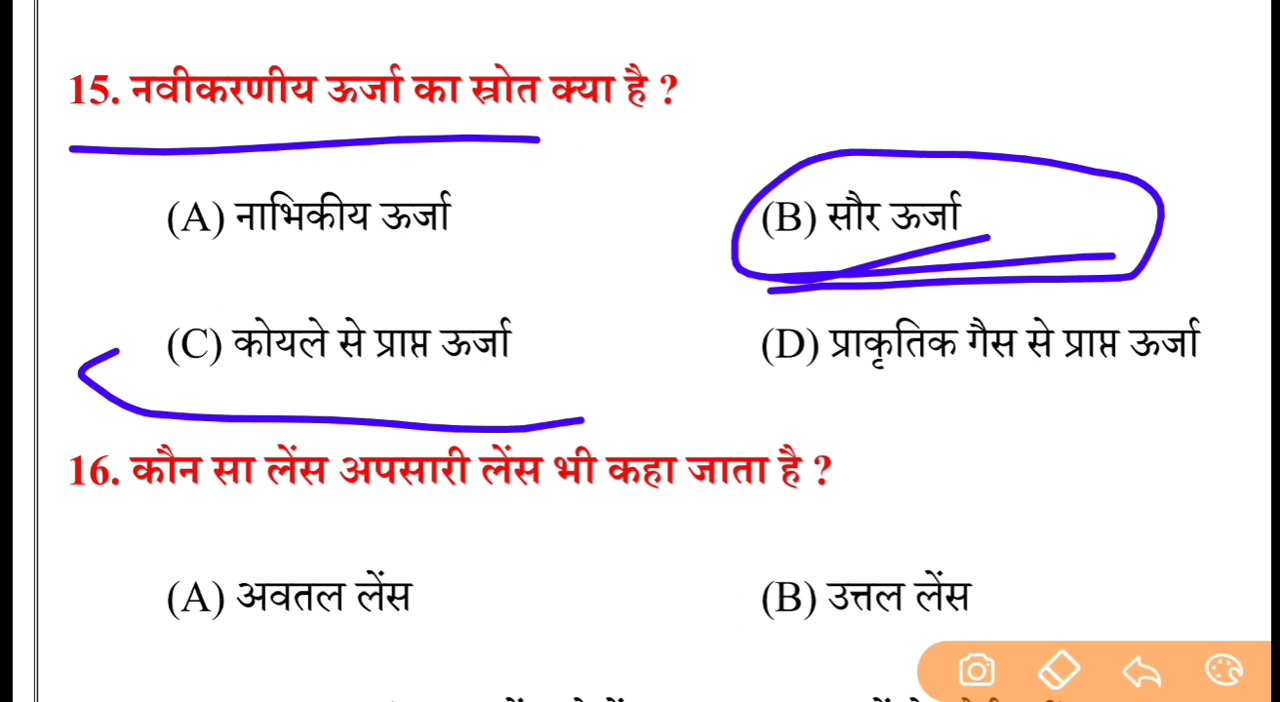 15. नवीकरणीय ऊर्जा का स्रोत क्या है ?
(A) नाभिकीय ऊर्जा (B) सौर ऊर्जा
(C) कोयले से प्राप्त ऊर्जा (D) प्राकृतिक गैस से प्राप्त ऊर्जा
16. कौन सा लेंस अपसारी लेंस भी कहा जाता है ?
(A) अवतल लेंस (B) उत्तल लेंस